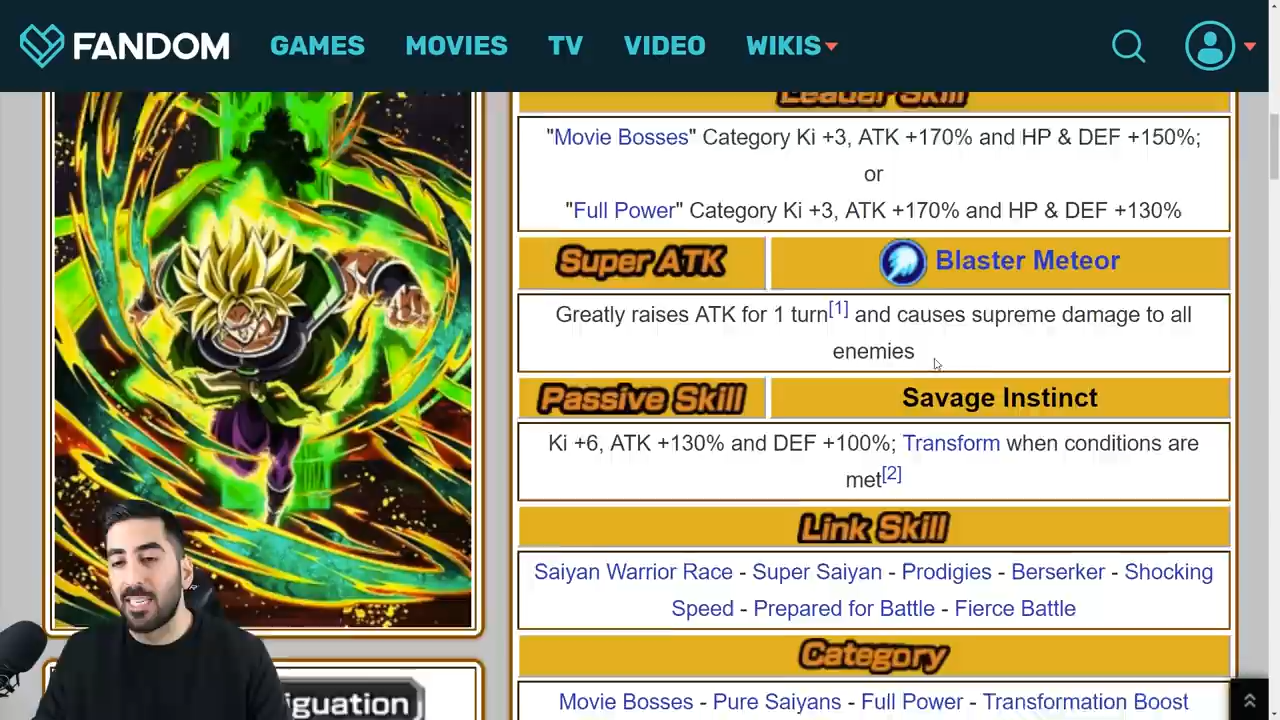 FANDOM GAMES MOVIES TV VIDEO WIKIS
Leader Skill
"Movie Bosses" Category Ki +3, ATK +170% and HP & DEF +150%;
or
"Full Power" Category Ki +3, ATK +170% and HP & DEF +130%
Super ATK Blaster Meteor
Greatly raises ATK for 1 turn[1] and causes supreme damage to all
enemies
Passive Skill Savage Instinct
Ki +6, ATK +130% and DEF +100%; Transform when conditions are
met[2]
Link Skill
Saiyan Warrior Race - Super Saiyan - Prodigies - Berserker - Shocking
Speed - Prepared for Battle - Fierce Battle
Category
Movie Bosses - Pure Saiyans - Full Power - Transformation Boost